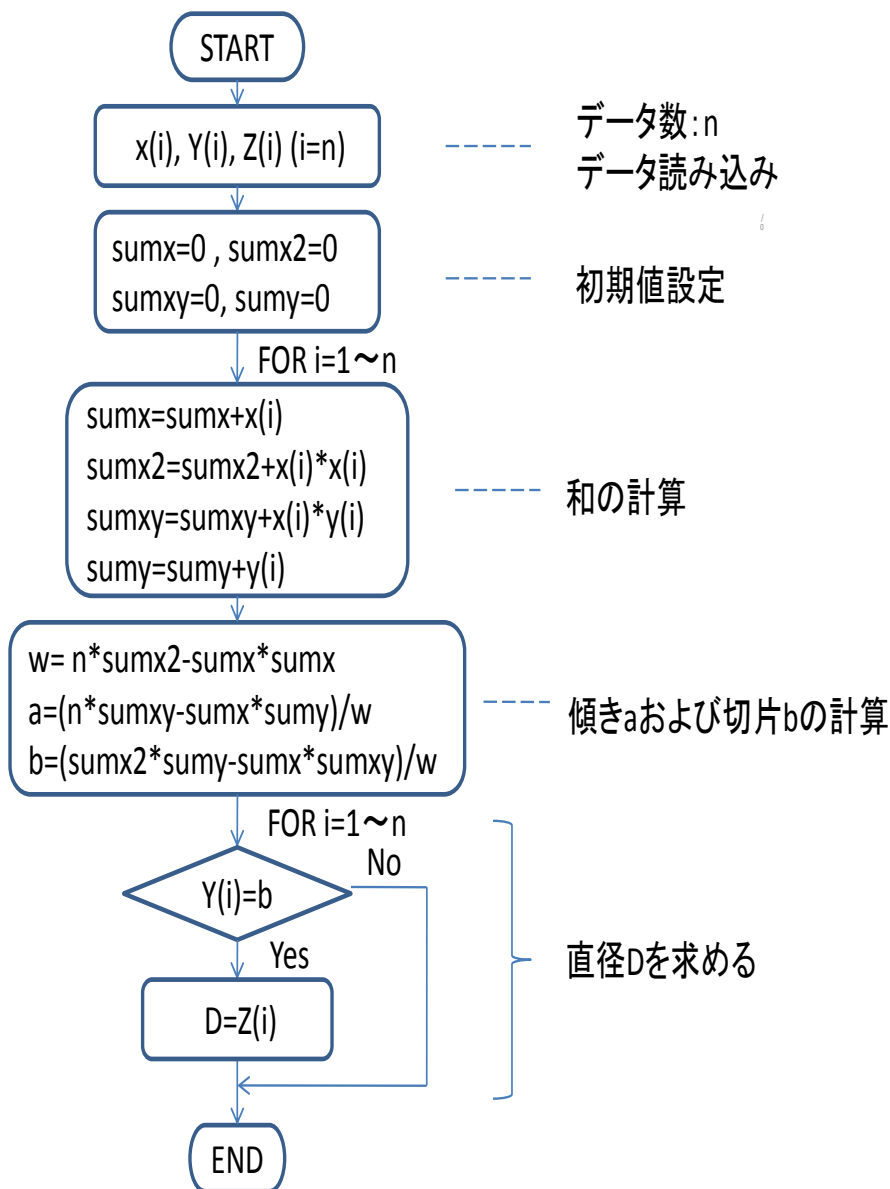 START
x(i), Y(i), Z(i) (i=n)
データ数:n
データ読み込み
sumx=0 , sumx2=0
sumxy=0, sumy=0
初期値設定
FOR i=1～n
sumx=sumx+x(i)
sumx2=sumx2+x(i)*x(i)
sumxy=sumxy+x(i)*y(i)
sumy=sumy+y(i)
和の計算
w= n*sumx2-sumx*sumx
a=(n*sumxy-sumx*sumy)/w
b=(sumx2*sumy-sumx*sumxy)/w
傾きaおよび切片bの計算
FOR i=1～n
No
Y(i)=b
Yes
直径Dを求める
D=Z(i)
END